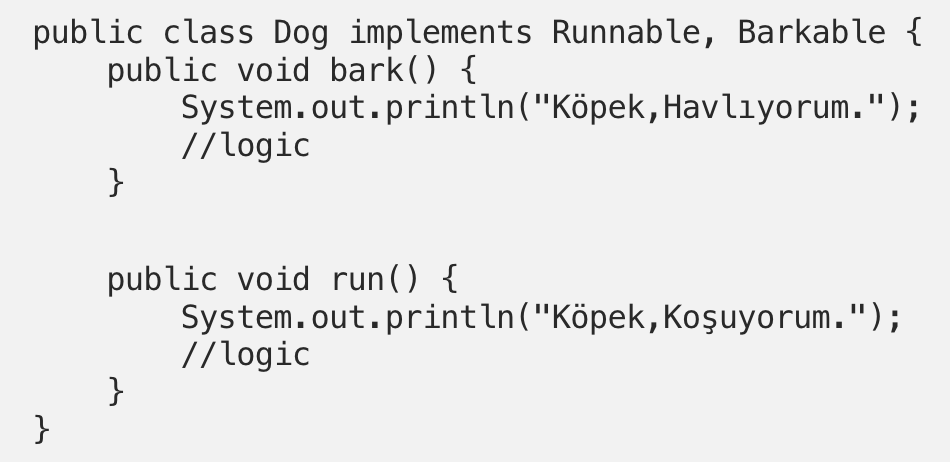 public class Dog implements Runnable, Barkable {
    public void bark() {
        System.out.println("Köpek,Havlıyorum.");
        //logic
    }

    public void run() {
        System.out.println("Köpek,Koşuyorum.");
        //logic
    }
}